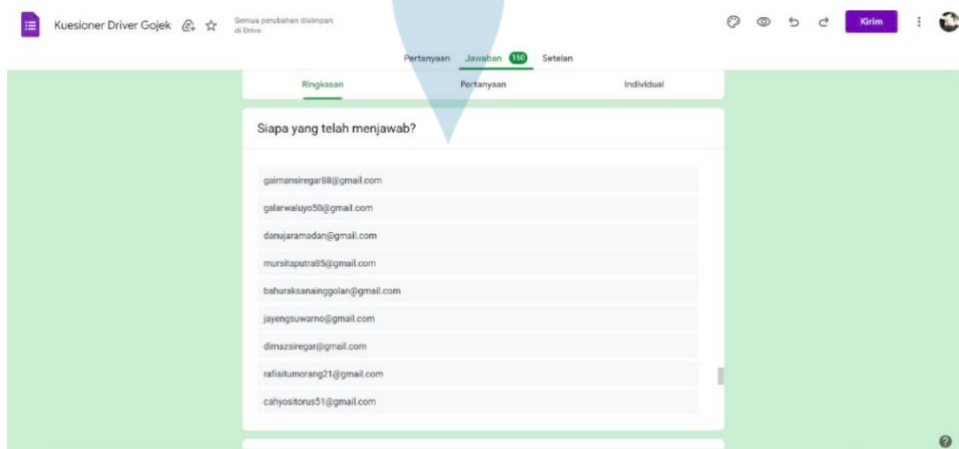 Kuesioner Driver Gojek
Semua perubahan disimpan
di Drive
Kirim
Pertanyaan Jawaban 150 Setelan
Ringkasan Pertanyaan Individual
Siapa yang telah menjawab?
gaimansiregar88@gmail.com
galarwaluyo50@gmail.com
danujaramadan@gmail.com
mursitaputra85@gmail.com
bahuraksanainggolan@gmail.com
jayengsuwarno@gmail.com
dimazsiregar@gmail.com
rafisitumorang21@gmail.com
cahyositorus51@gmail.com